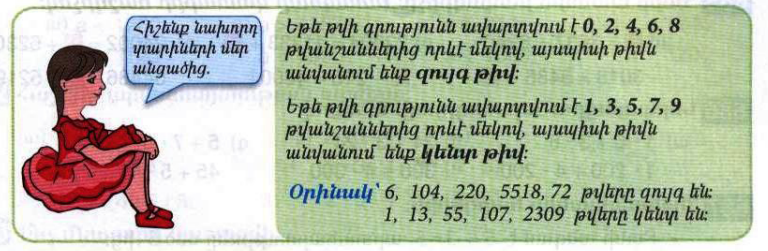 Հիշենք նախորդ
տարիների մեր
անցածից.
Եթե թվի գրությունն ավարտվում է 0, 2, 4, 6, 8
թվանշաններից որևէ մեկով, այսպիսի թիվն
անվանում ենք զույգ թիվ:
Եթե թվի գրությունն ավարտվում է 1, 3, 5, 7, 9
թվանշաններից որևէ մեկով, այսպիսի թիվն
անվանում ենք կենտ թիվ:
Օրինակ՝ 6, 104, 220, 5518, 72 թվերը զույգ են:
1, 13, 55, 107, 2309 թվերը կենտ են: